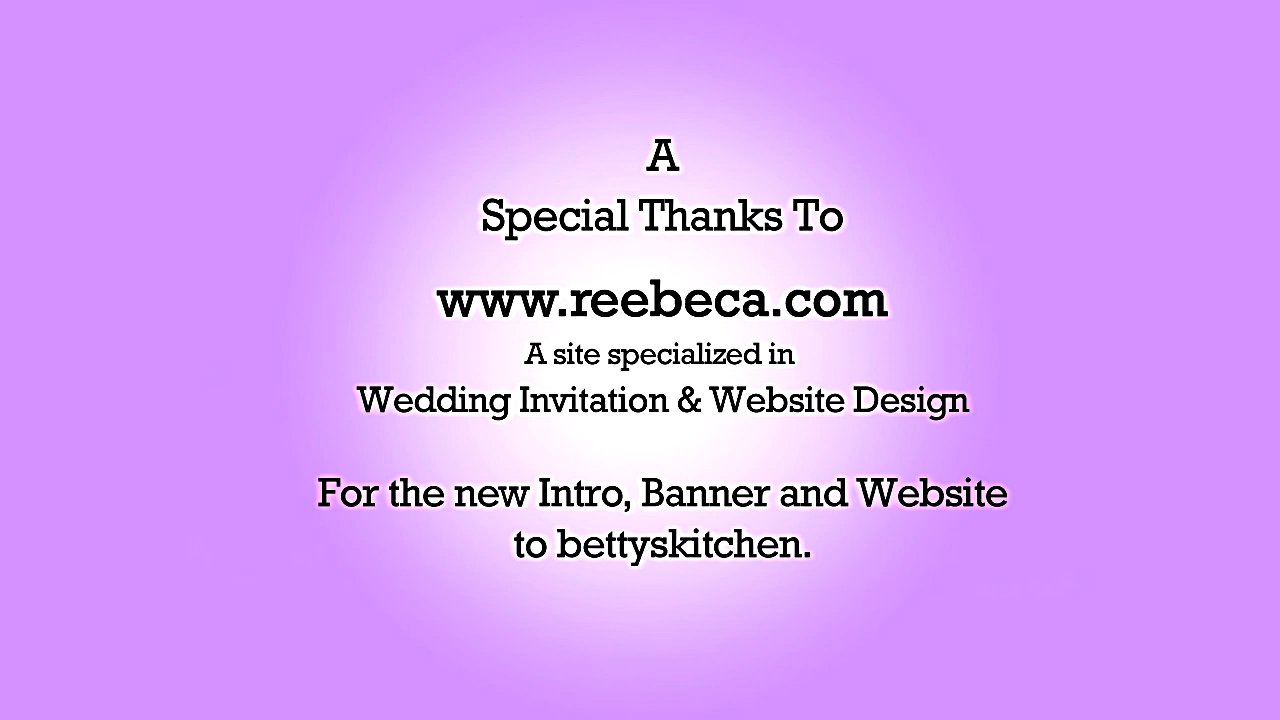 A
Special Thanks To
www.reebeca.com
A site specialized in
Wedding Invitation & Website Design
For the new Intro, Banner and Website
to bettyskitchen.